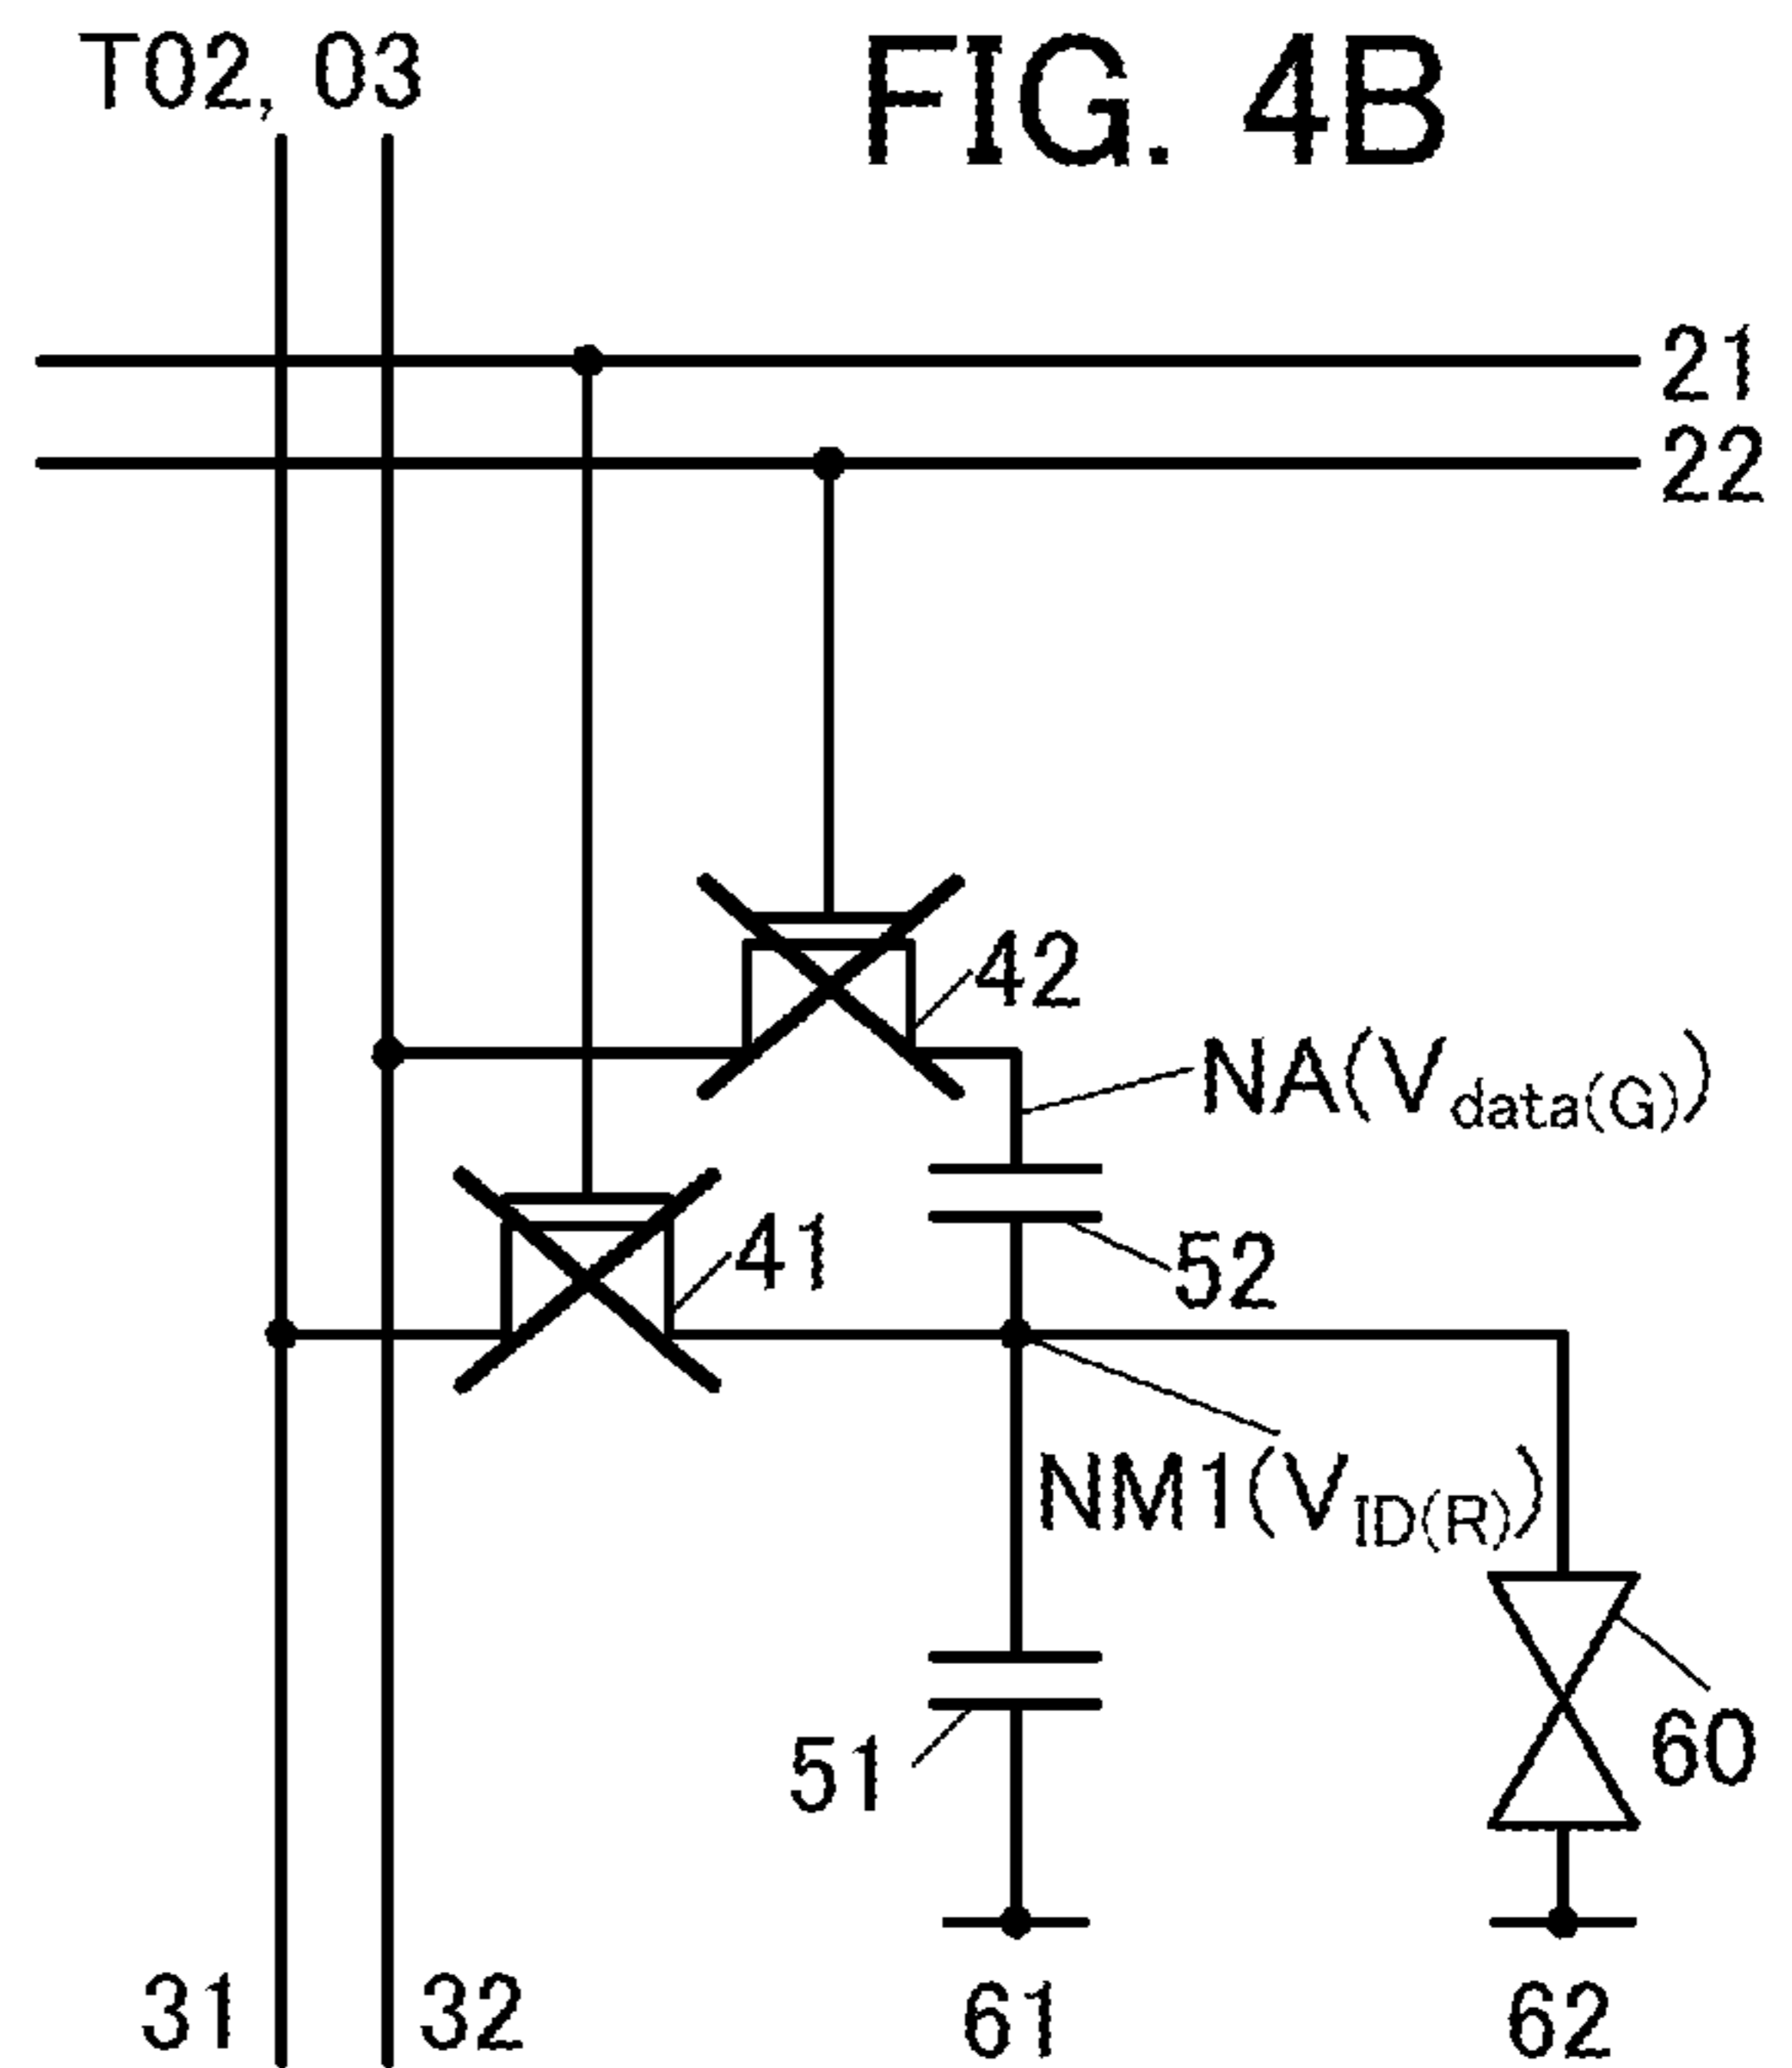 T02, 03
FIG. 4B
21
22
42
NA(Vdata(G))
41
52
NM1(VID(R))
51
60
31
32
61
62